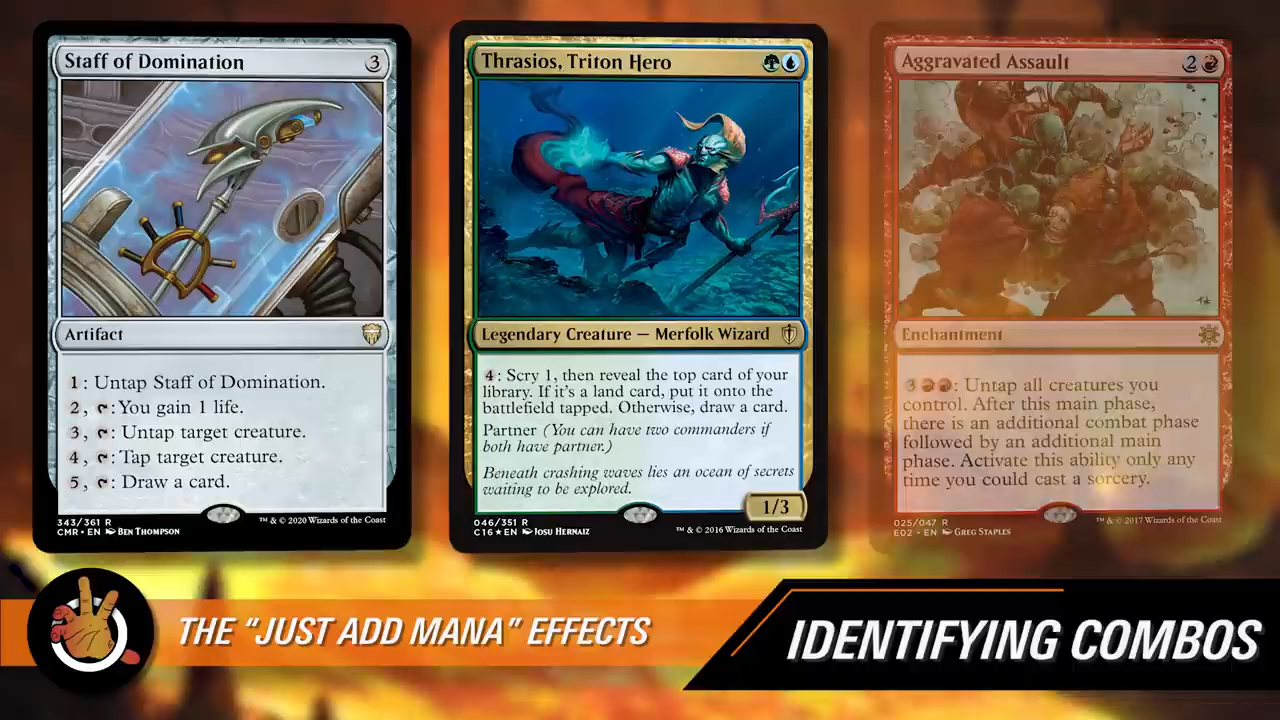 Staff of Domination 3
Artifact
1: Untap Staff of Domination.
2, : You gain 1 life.
3, : Untap target creature.
4, : Tap target creature.
5, : Draw a card.
343/361 R
CMR • EN Ben Thompson
™ & © 2020 Wizards of the Coast
Thrasios, Triton Hero
Legendary Creature — Merfolk Wizard
4: Scry 1, then reveal the top card of your
library. If it's a land card, put it onto the
battlefield tapped. Otherwise, draw a card.
Partner (You can have two commanders if
both have partner.)
Beneath crashing waves lies an ocean of secrets
waiting to be explored.
1/3
046/351 R
C16 ★ EN Iosu Hernaiz
™ & © 2016 Wizards of the Coast
Aggravated Assault 2
Enchantment
3 : Untap all creatures you
control. After this main phase,
there is an additional combat phase
followed by an additional main
phase. Activate this ability only any
time you could cast a sorcery.
025/047 R
E02 • EN Greg Staples
™ & © 2017 Wizards of the Coast
THE "JUST ADD MANA" EFFECTS
IDENTIFYING COMBOS